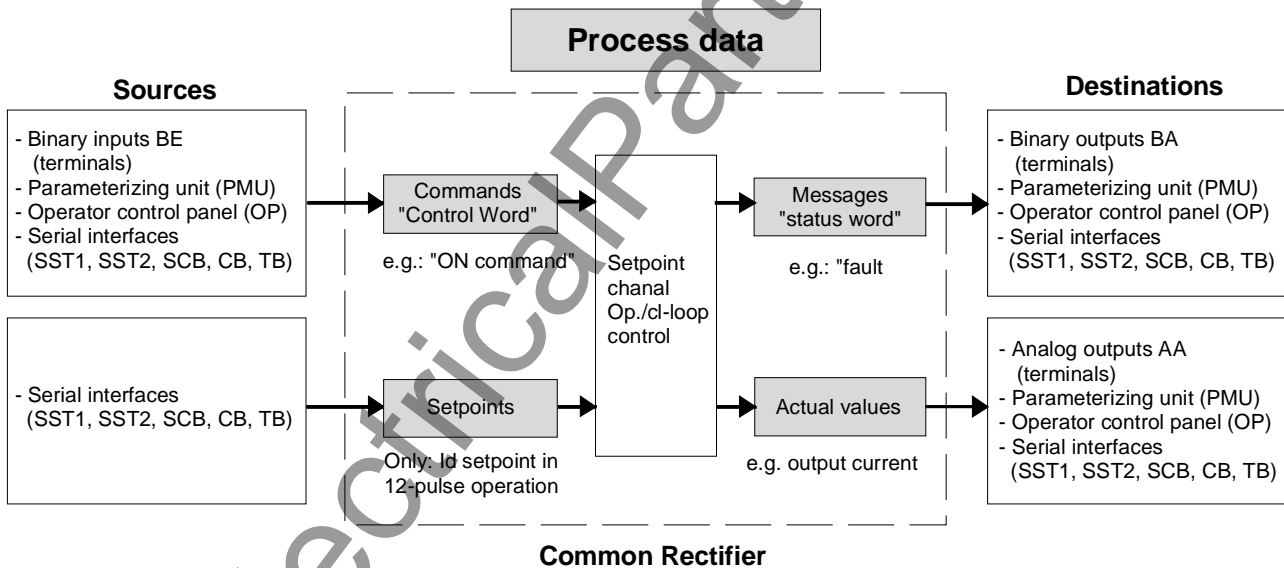 Process data
Sources
- Binary inputs BE
(terminals)
- Parameterizing unit (PMU)
- Operator control panel (OP)
- Serial interfaces
(SST1, SST2, SCB, CB, TB)
- Serial interfaces
(SST1, SST2, SCB, CB, TB)
Commands
"Control Word"
e.g.: "ON command"
Setpoints
Only: Id setpoint in
12-pulse operation
Setpoint
chanal
Op./cl-loop
control
Messages
"status word"
e.g.: "fault
Actual values
e.g. output current
Destinations
- Binary outputs BA
(terminals)
- Parameterizing unit (PMU)
- Operator control panel (OP)
- Serial interfaces
(SST1, SST2, SCB, CB, TB)
- Analog outputs AA
(terminals)
- Parameterizing unit (PMU)
- Operator control panel (OP)
- Serial interfaces
(SST1, SST2, SCB, CB, TB)
Common Rectifier
ectricalPart